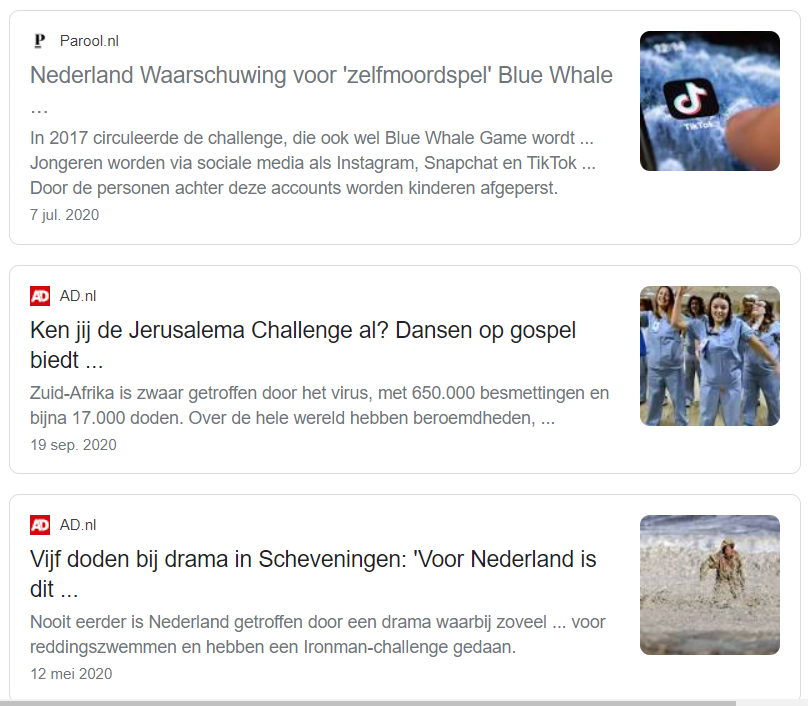 Parool.nl
Nederland Waarschuwing voor 'zelfmoordspel' Blue Whale
...
In 2017 circuleerde de challenge, die ook wel Blue Whale Game wordt ...
Jongeren worden via sociale media als Instagram, Snapchat en TikTok ...
Door de personen achter deze accounts worden kinderen afgeperst.
7 jul. 2020
TikTok
AD.nl
Ken jij de Jerusalema Challenge al? Dansen op gospel
biedt ...
Zuid-Afrika is zwaar getroffen door het virus, met 650.000 besmettingen en
bijna 17.000 doden. Over de hele wereld hebben beroemdheden, ...
19 sep. 2020
AD.nl
Vijf doden bij drama in Scheveningen: 'Voor Nederland is
dit ...
Nooit eerder is Nederland getroffen door een drama waarbij zoveel ... voor
reddingszwemmen en hebben een Ironman-challenge gedaan.
12 mei 2020